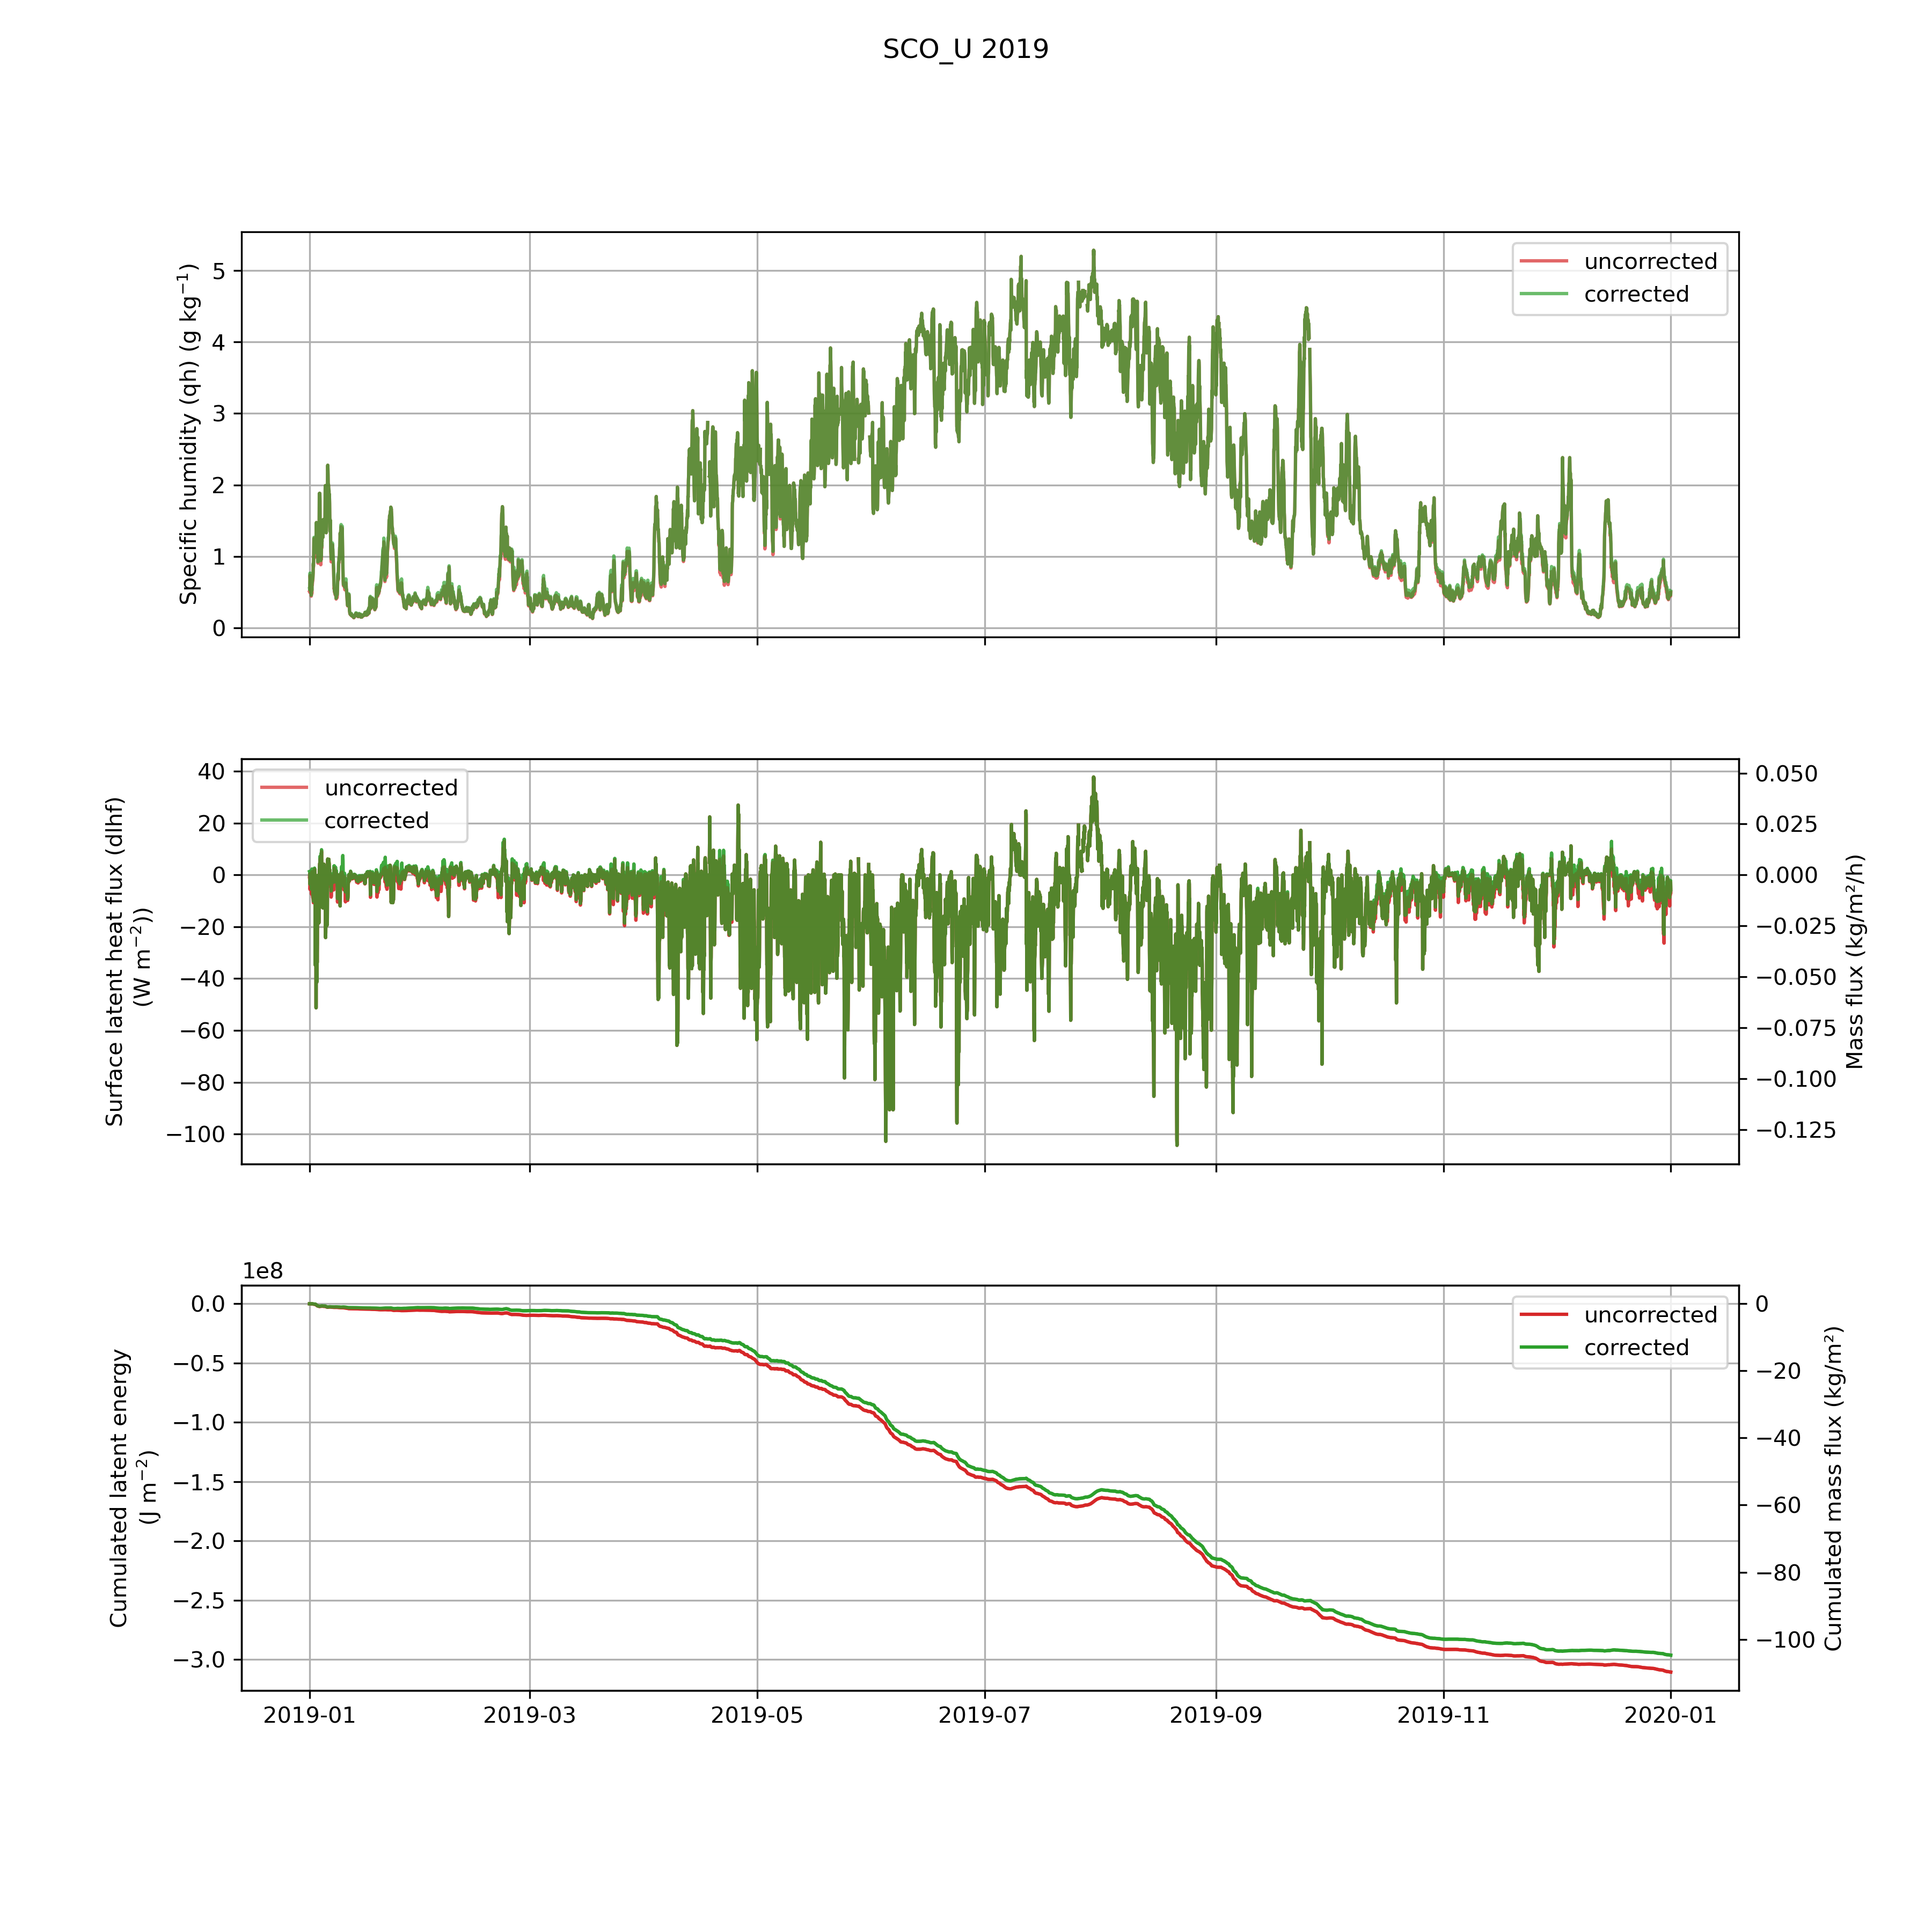 SCO_U 2019
Specific humidity (qh) (g kg⁻¹)
5
4
3
2
1
0
uncorrected
corrected
Surface latent heat flux (dlhf)
(W m⁻²))
40
20
0
−20
−40
−60
−80
−100
uncorrected
corrected
0.050
0.025
0.000
−0.025
−0.050
−0.075
−0.100
−0.125
Mass flux (kg/m²/h)
1e8
Cumulated latent energy
(J m⁻²)
0.0
−0.5
−1.0
−1.5
−2.0
−2.5
−3.0
uncorrected
corrected
0
−20
−40
−60
−80
−100
Cumulated mass flux (kg/m²)
2019-01 2019-03 2019-05 2019-07 2019-09 2019-11 2020-01